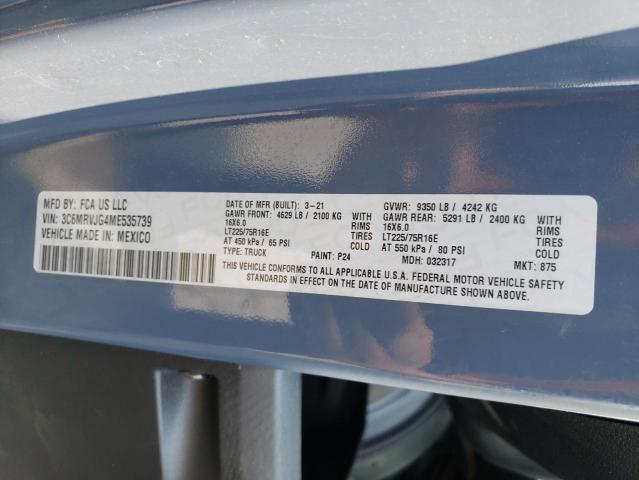 MFD BY: FCA US LLC
VIN: 3C6MRVJG4ME535739
VEHICLE MADE IN: MEXICO
DATE OF MFR (BUILT): 3-21
GAWR FRONT: 4629 LB / 2100 KG
16X6.0 WITH RIMS
LT225/75R16E TIRES
AT 450 kPa / 65 PSI COLD
TYPE: TRUCK PAINT: P24
GVWR: 9350 LB / 4242 KG
GAWR REAR: 5291 LB / 2400 KG
16X6.0 WITH RIMS
LT225/75R16E TIRES
AT 550 kPa / 80 PSI COLD
MDH: 032317 MKT: 875
THIS VEHICLE CONFORMS TO ALL APPLICABLE U.S.A. FEDERAL MOTOR VEHICLE SAFETY
STANDARDS IN EFFECT ON THE DATE OF MANUFACTURE SHOWN ABOVE.